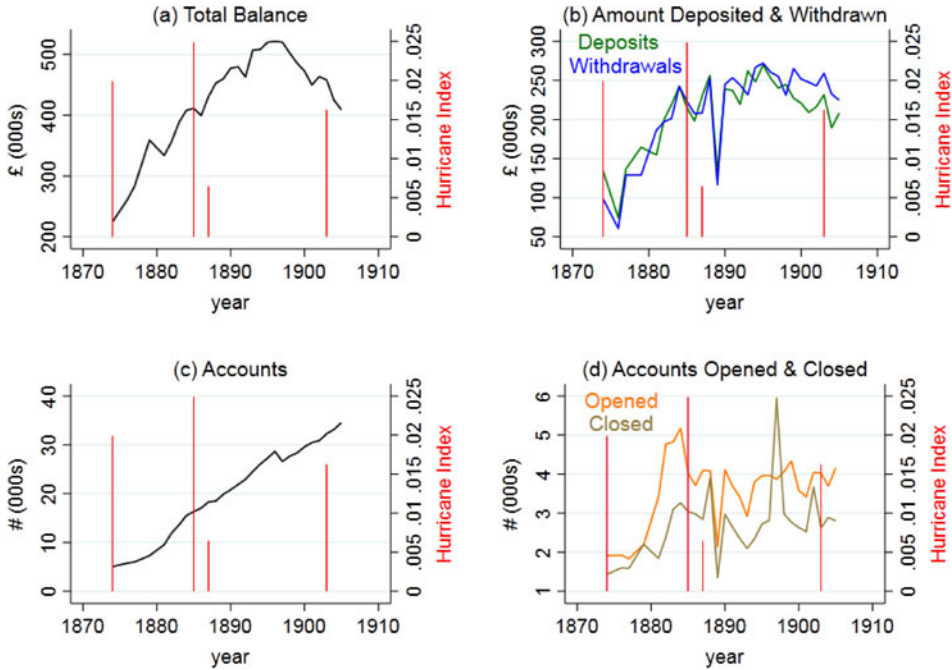 (a) Total Balance
£ (000s)
500
400
300
200
.025
.02
.015
.01
.005
0
Hurricane Index
1870 1880 1890 1900 1910
year
(b) Amount Deposited & Withdrawn
Deposits
Withdrawals
£ (000s)
300
250
200
150
100
50
.025
.02
.015
.01
.005
0
Hurricane Index
1870 1880 1890 1900 1910
year
(c) Accounts
# (000s)
40
30
20
10
0
.025
.02
.015
.01
.005
0
Hurricane Index
1870 1880 1890 1900 1910
year
(d) Accounts Opened & Closed
Opened
Closed
# (000s)
6
5
4
3
2
1
.025
.02
.015
.01
.005
0
Hurricane Index
1870 1880 1890 1900 1910
year